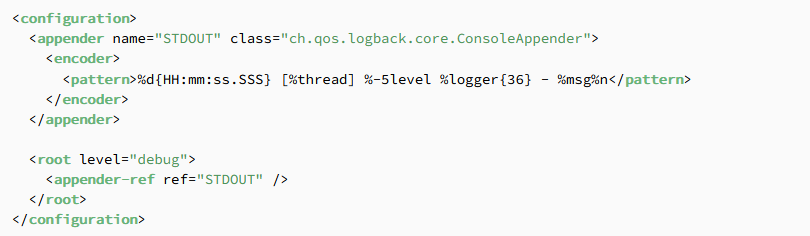 <configuration>
  <appender name="STDOUT" class="ch.qos.logback.core.ConsoleAppender">
    <encoder>
      <pattern>%d{HH:mm:ss.SSS} [%thread] %-5level %logger{36} - %msg%n</pattern>
    </encoder>
  </appender>

  <root level="debug">
    <appender-ref ref="STDOUT" />
  </root>
</configuration>